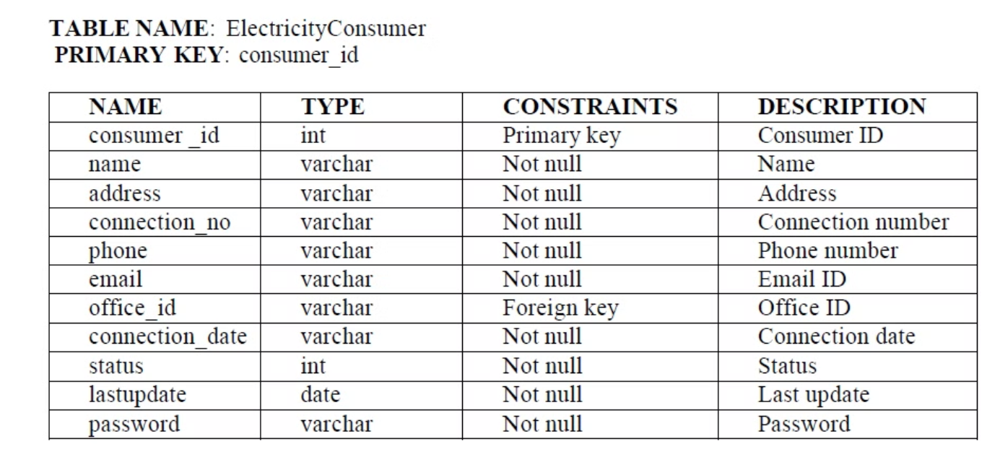 TABLE NAME: ElectricityConsumer
PRIMARY KEY: consumer_id
NAME TYPE CONSTRAINTS DESCRIPTION
consumer _id int Primary key Consumer ID
name varchar Not null Name
address varchar Not null Address
connection_no varchar Not null Connection number
phone varchar Not null Phone number
email varchar Not null Email ID
office_id varchar Foreign key Office ID
connection_date varchar Not null Connection date
status int Not null Status
lastupdate date Not null Last update
password varchar Not null Password